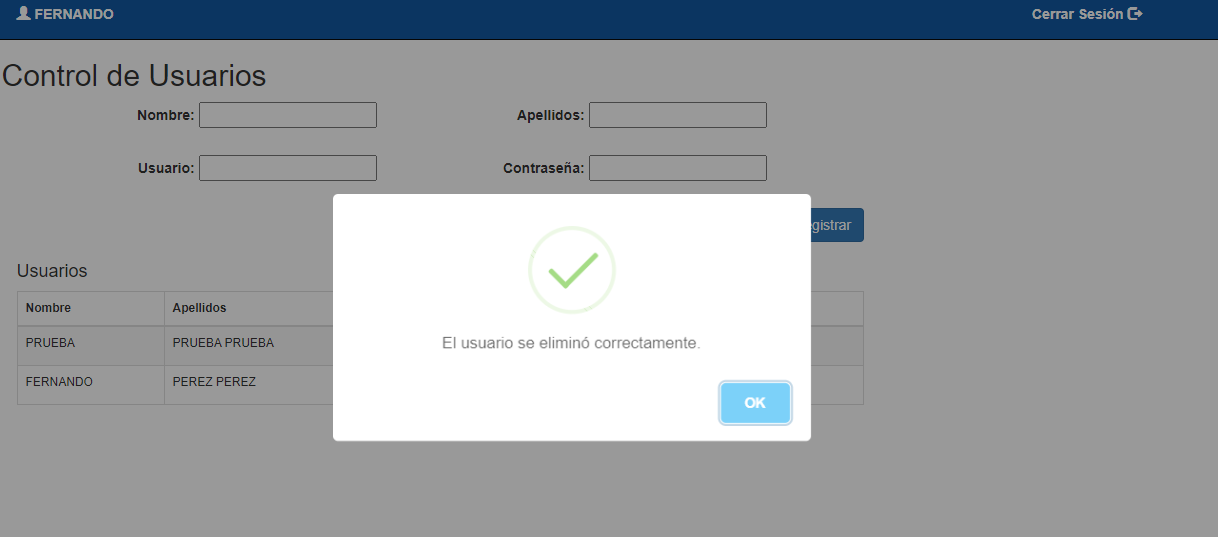 FERNANDO Cerrar Sesión
Control de Usuarios
Nombre: Apellidos:
Usuario: Contraseña:
gistrar
Usuarios
Nombre Apellidos
PRUEBA PRUEBA PRUEBA
FERNANDO PEREZ PEREZ
El usuario se eliminó correctamente.
OK